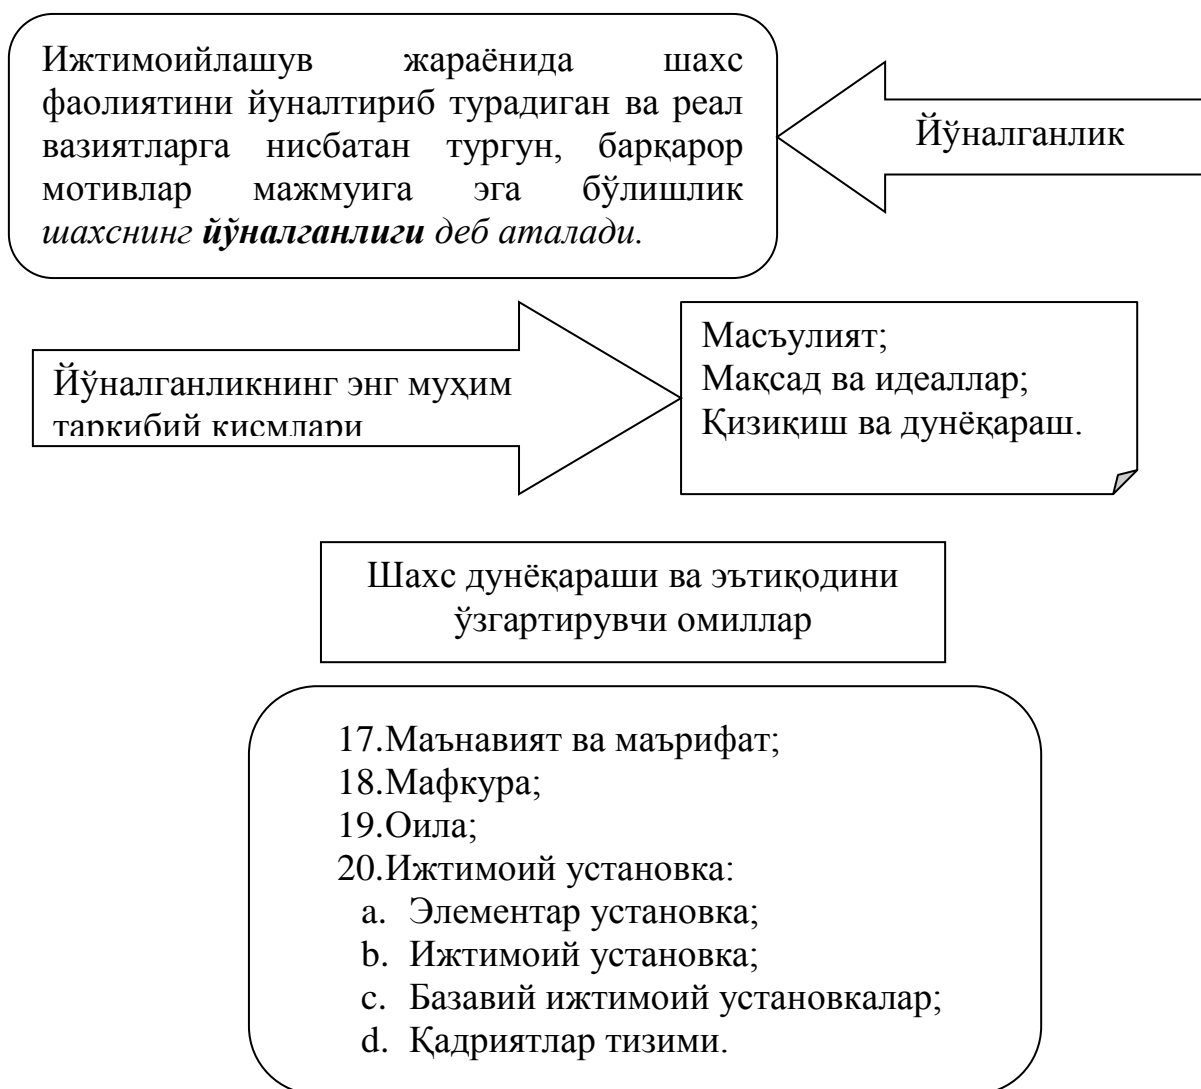 Ижтимоийлашув жараёнида шахс
фаолиятини йуналтириб турадиган ва реал
вазиятларга нисбатан тургун, барқарор
мотивлар мажмуига эга бўлишлик
шахснинг йўналганлиги деб аталади.
Йўналганлик
Йўналганликнинг энг муҳим
таркибий қисмлари
Масъулият;
Мақсад ва идеаллар;
Қизиқиш ва дунёқараш.
Шахс дунёқараши ва эътиқодини
ўзгартирувчи омиллар
17.Маънавият ва маърифат;
18.Мафкура;
19.Оила;
20.Ижтимоий установка:
a. Элементар установка;
b. Ижтимоий установка;
c. Базавий ижтимоий установкалар;
d. Қадриятлар тизими.